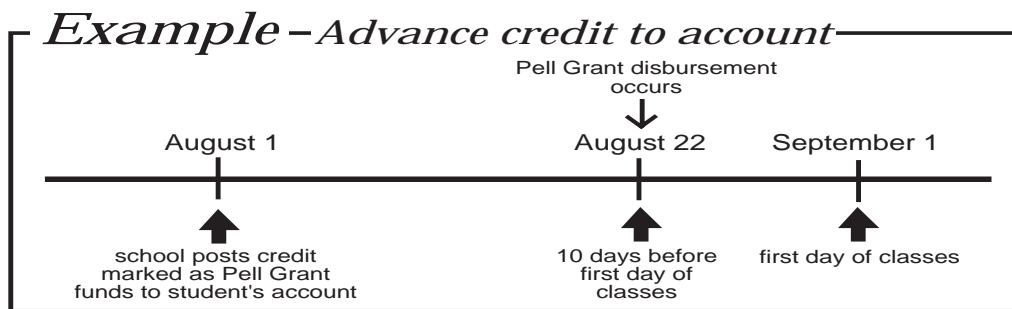 Example – Advance credit to account
Pell Grant disbursement
occurs
August 1
August 22
September 1
school posts credit
marked as Pell Grant
funds to student's account
10 days before
first day of
classes
first day of classes